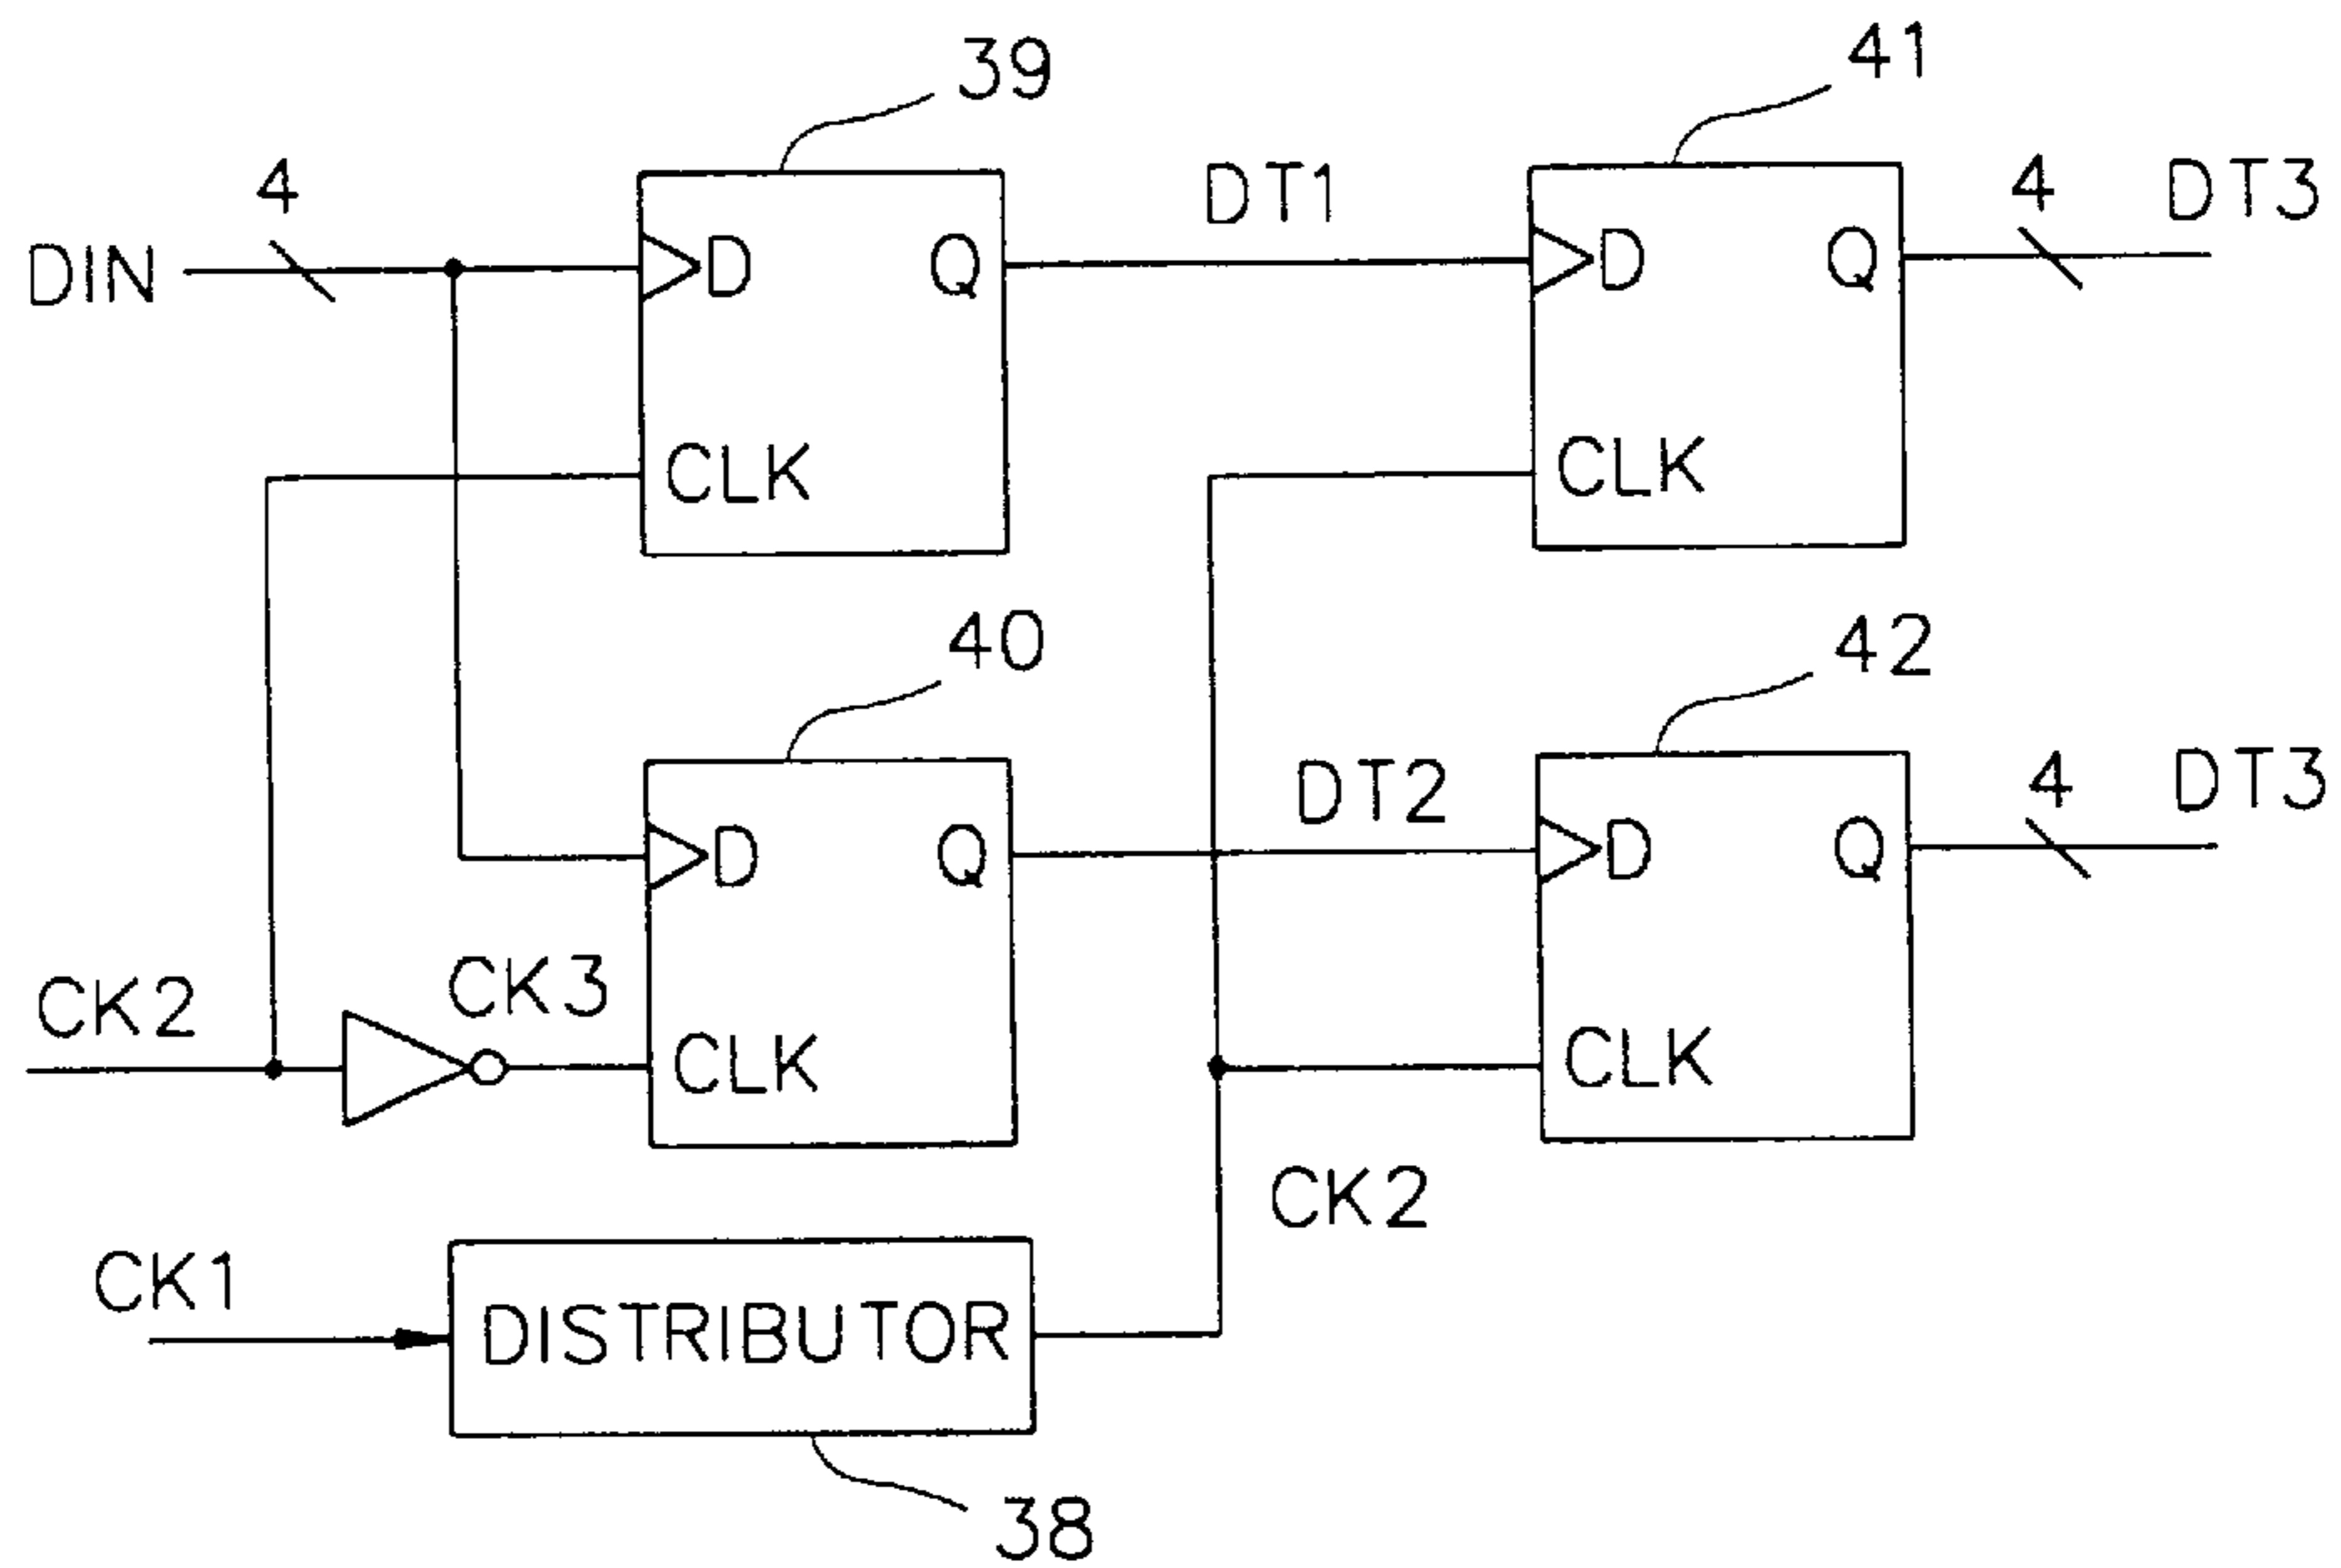 39
41
4
DT1
4
DT3
DIN
D
Q
D
Q
CLK
CLK
40
42
DT2
4
DT3
D
Q
D
Q
CK2
CK3
CLK
CLK
CK2
CK1
DISTRIBUTOR
38